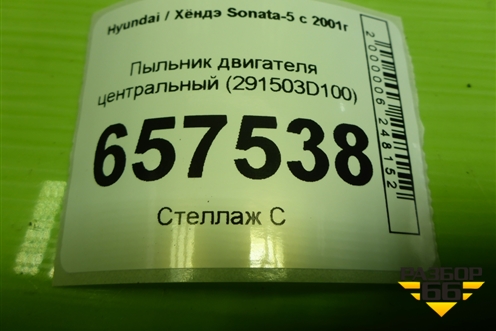 Hyundai / Хёндэ Sonata-5 с 2001г
Пыльник двигателя
центральный (291503D100)
657538
Стеллаж С
2000006248152
РАЗБОР
66